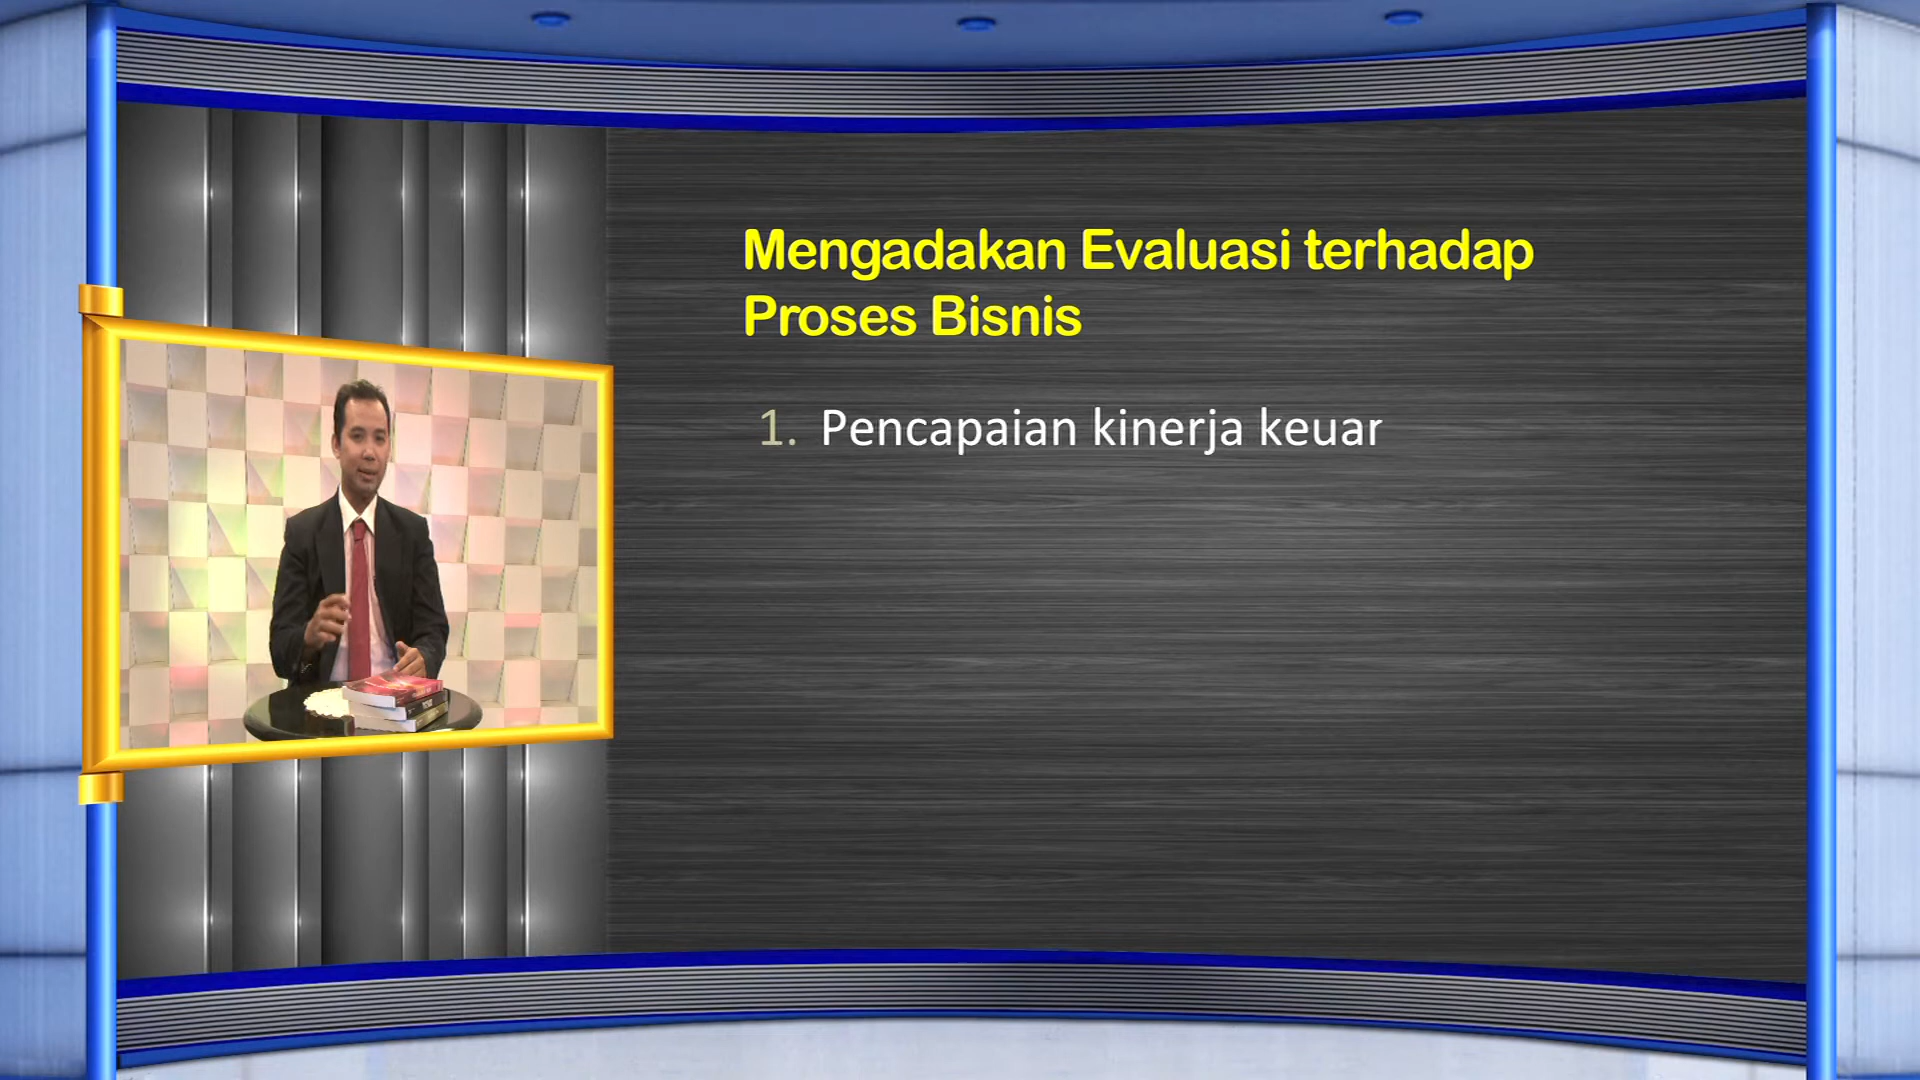 Mengadakan Evaluasi terhadap
Proses Bisnis
1. Pencapaian kinerja keuar